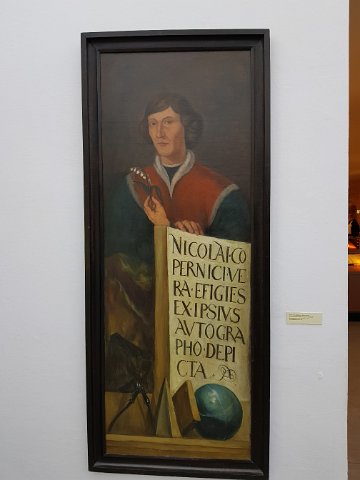 NICOLAI·CO
PERNICI VE
RA·EFIGIES
EX·IPSIVS
AVTOGRA
PHO·DEPI
CTA